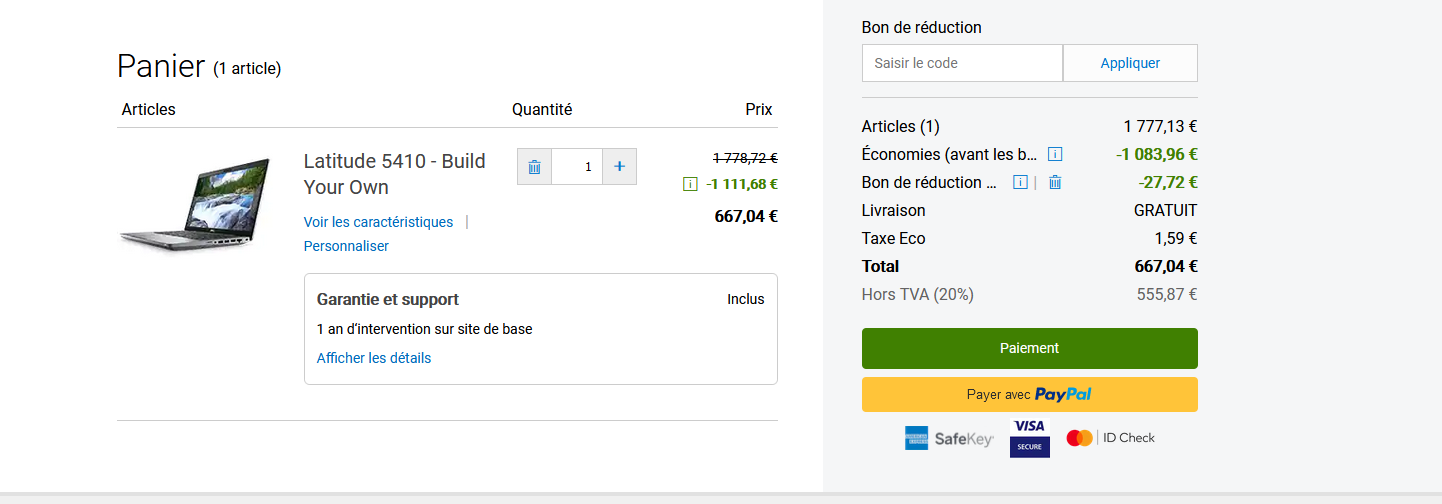 Panier (1 article)
Articles Quantité Prix
Latitude 5410 - Build
Your Own
1
+
1 778,72 €
-1 111,68 €
667,04 €
Voir les caractéristiques |
Personnaliser
Garantie et support Inclus
1 an d'intervention sur site de base
Afficher les détails
Bon de réduction
Saisir le code Appliquer
Articles (1) 1 777,13 €
Économies (avant les b... -1 083,96 €
Bon de réduction ... | -27,72 €
Livraison GRATUIT
Taxe Eco 1,59 €
Total 667,04 €
Hors TVA (20%) 555,87 €
Paiement
Payer avec PayPal
AMERICAN EXPRESS SafeKey VISA SECURE ID Check